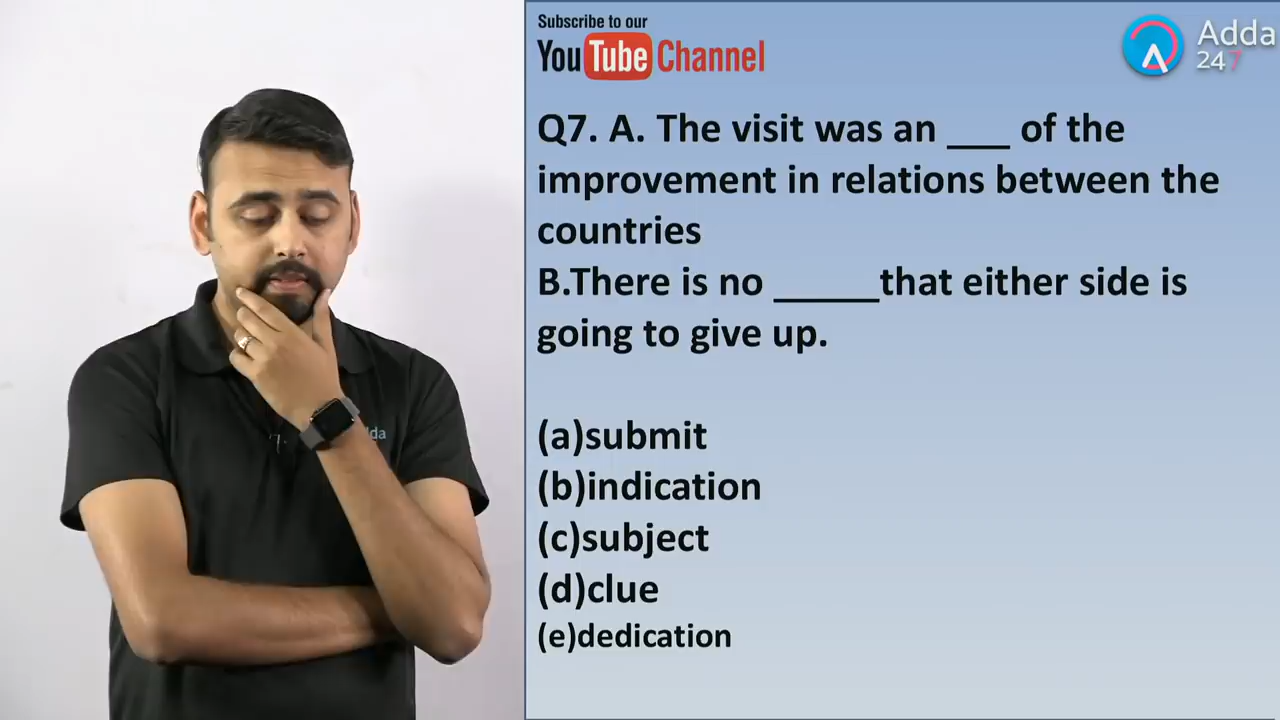 Subscribe to our
YouTube Channel
Adda
247
Q7. A. The visit was an ___ of the
improvement in relations between the
countries
B.There is no _____that either side is
going to give up.
(a)submit
(b)indication
(c)subject
(d)clue
(e)dedication